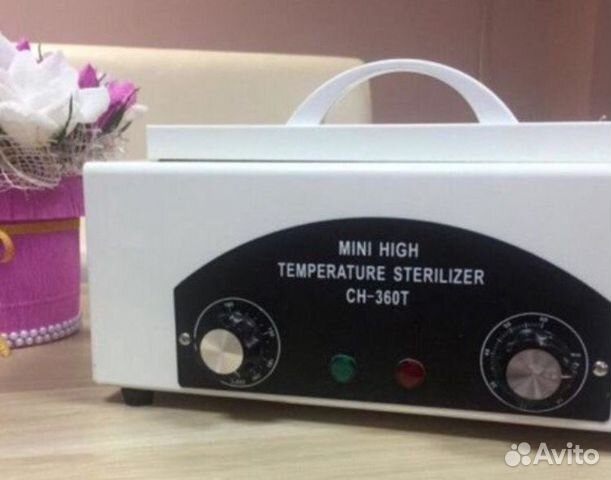 MINI HIGH
TEMPERATURE STERILIZER
CH-360T
Avito